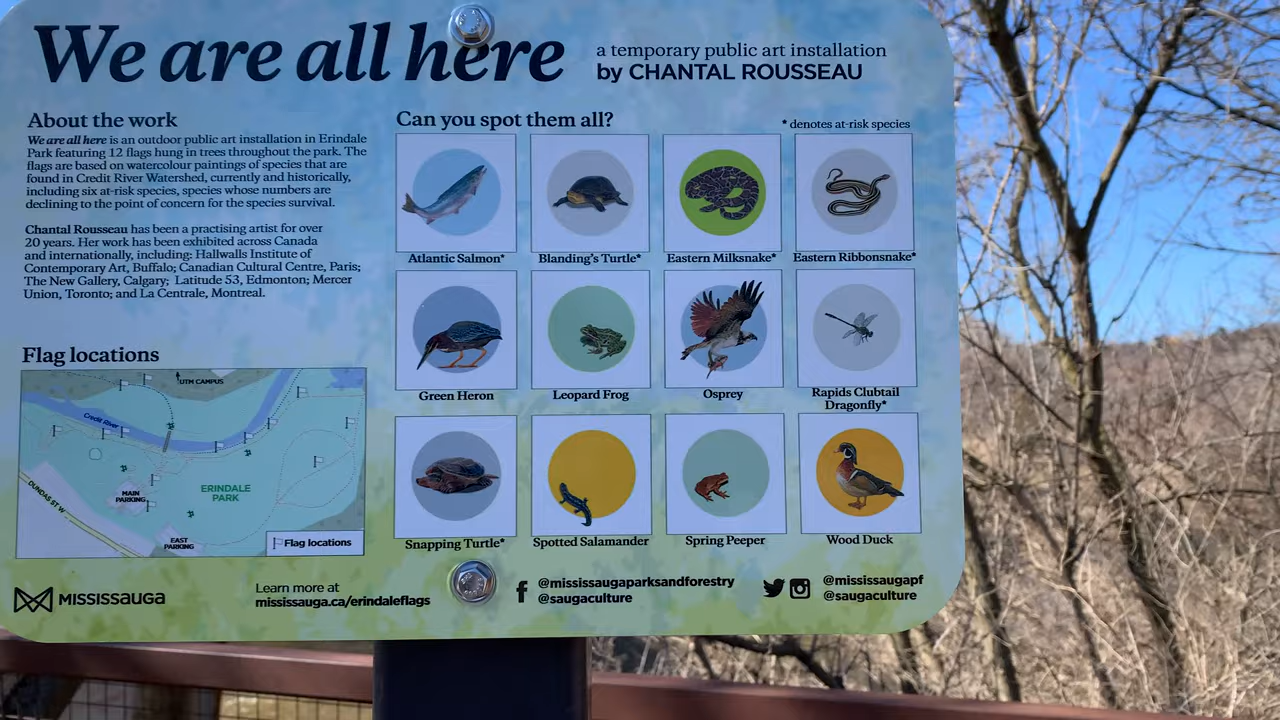 We are all here
a temporary public art installation
by CHANTAL ROUSSEAU
About the work
We are all here is an outdoor public art installation in Erindale
Park featuring 12 flags hung in trees throughout the park. The
flags are based on watercolour paintings of species that are
found in Credit River Watershed, currently and historically,
including six at-risk species, species whose numbers are
declining to the point of concern for the species survival.
Chantal Rousseau has been a practising artist for over
20 years. Her work has been exhibited across Canada
and internationally, including: Hallwalls Institute of
Contemporary Art, Buffalo; Canadian Cultural Centre, Paris;
The New Gallery, Calgary; Latitude 53, Edmonton; Mercer
Union, Toronto; and La Centrale, Montreal.
Flag locations
UTM CAMPUS
Credit River
DUNDAS ST W
MAIN
PARKING
ERINDALE
PARK
EAST
PARKING
Flag locations
Can you spot them all?
* denotes at-risk species
Atlantic Salmon*
Blanding's Turtle*
Eastern Milksnake*
Eastern Ribbonsnake*
Green Heron
Leopard Frog
Osprey
Rapids Clubtail
Dragonfly*
Snapping Turtle*
Spotted Salamander
Spring Peeper
Wood Duck
MISSISSAUGA
Learn more at
mississauga.ca/erindaleflags
@mississaugaparksandforestry
@saugaculture
@mississaugapf
@saugaculture